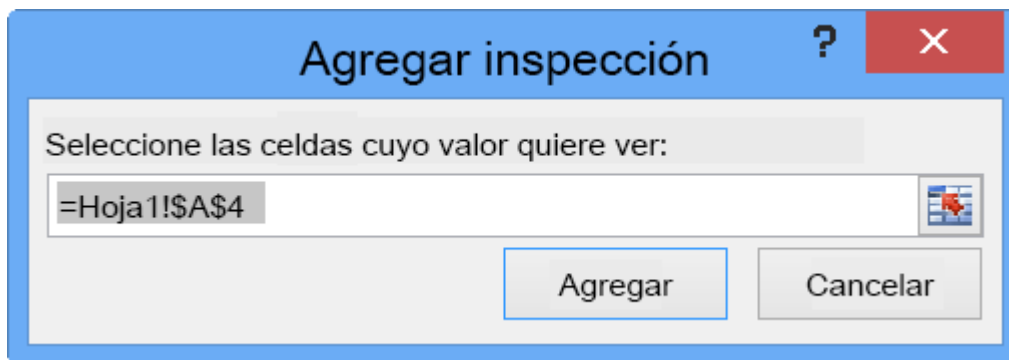 Agregar inspección ?
Seleccione las celdas cuyo valor quiere ver:
=Hoja1!$A$4
Agregar Cancelar